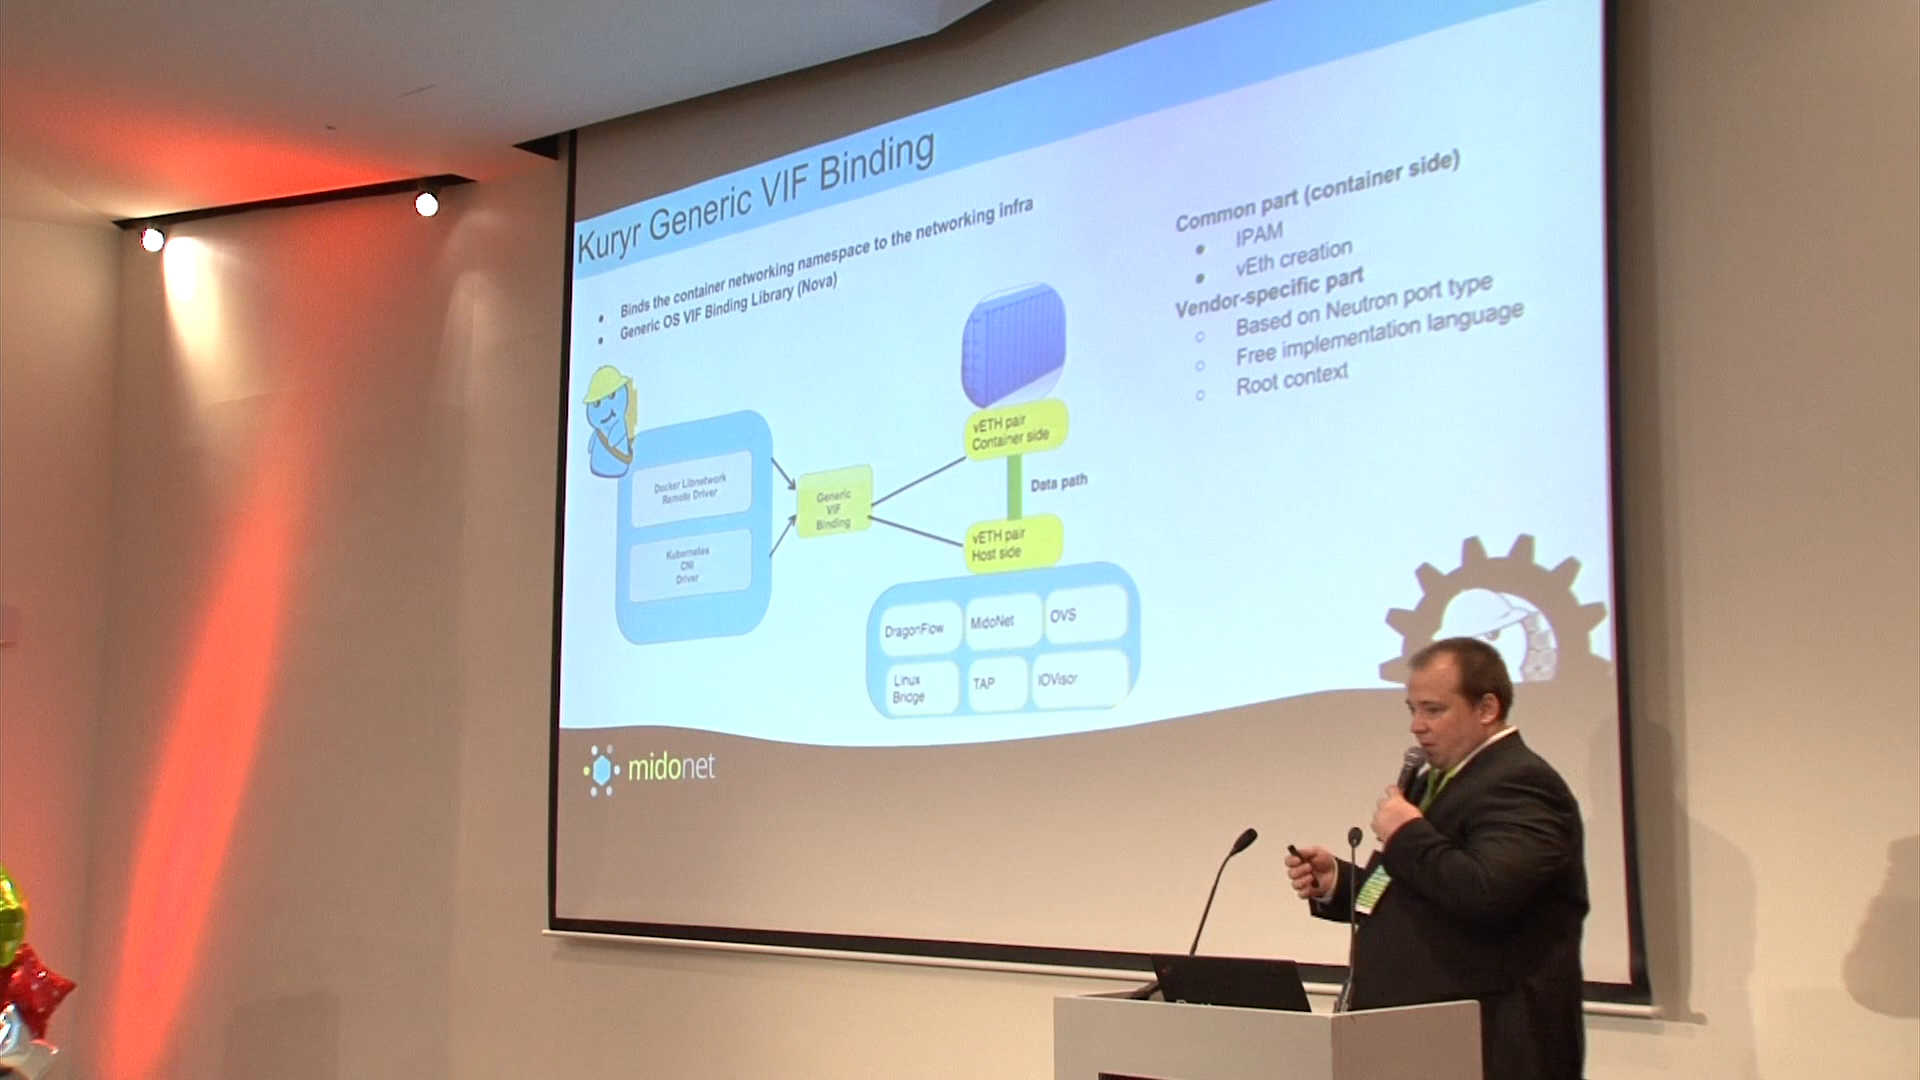 Kuryr Generic VIF Binding
Binds the container networking namespace to the networking infra
Generic OS VIF Binding Library (Nova)
Docker Libnetwork
Remote Driver
Kubernetes
CNI
Driver
Generic
VIF
Binding
vETH pair
Container side
Data path
vETH pair
Host side
DragonFlow
MidoNet
OVS
Linux
Bridge
TAP
IOVisor
Common part (container side)
IPAM
vEth creation
Vendor-specific part
Based on Neutron port type
Free implementation language
Root context
midonet